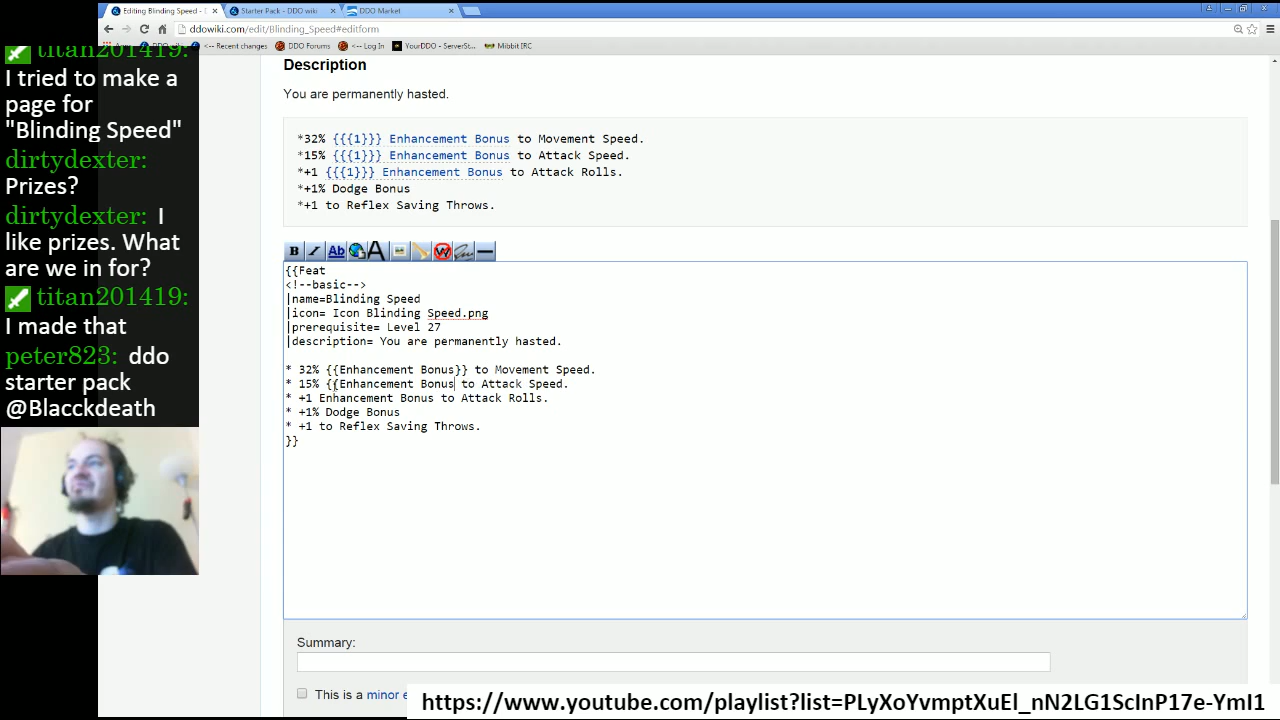 Editing Blinding Speed - D
Starter Pack - DDO wiki
DDO Market
ddowiki.com/edit/Blinding_Speed#editform
<-- Recent changes
DDO Forums
<-- Log In
YourDDO - ServerSt...
Mibbit IRC
titan201419:
I tried to make a
page for
"Blinding Speed"
dirtydexter:
Prizes?
dirtydexter: I
like prizes. What
are we in for?
titan201419:
I made that
peter823: ddo
starter pack
@Blacckdeath
Description
You are permanently hasted.
*32% {{{1}}} Enhancement Bonus to Movement Speed.
*15% {{{1}}} Enhancement Bonus to Attack Speed.
*+1 {{{1}}} Enhancement Bonus to Attack Rolls.
*+1% Dodge Bonus
*+1 to Reflex Saving Throws.
B I Ab A W
{{Feat
<!--basic-->
|name=Blinding Speed
|icon= Icon Blinding Speed.png
|prerequisite= Level 27
|description= You are permanently hasted.
* 32% {{Enhancement Bonus}} to Movement Speed.
* 15% {{Enhancement Bonus to Attack Speed.
* +1 Enhancement Bonus to Attack Rolls.
* +1% Dodge Bonus
* +1 to Reflex Saving Throws.
}}
Summary:
This is a minor e
https://www.youtube.com/playlist?list=PLyXoYvmptXuEl_nN2LG1ScInP17e-YmI1